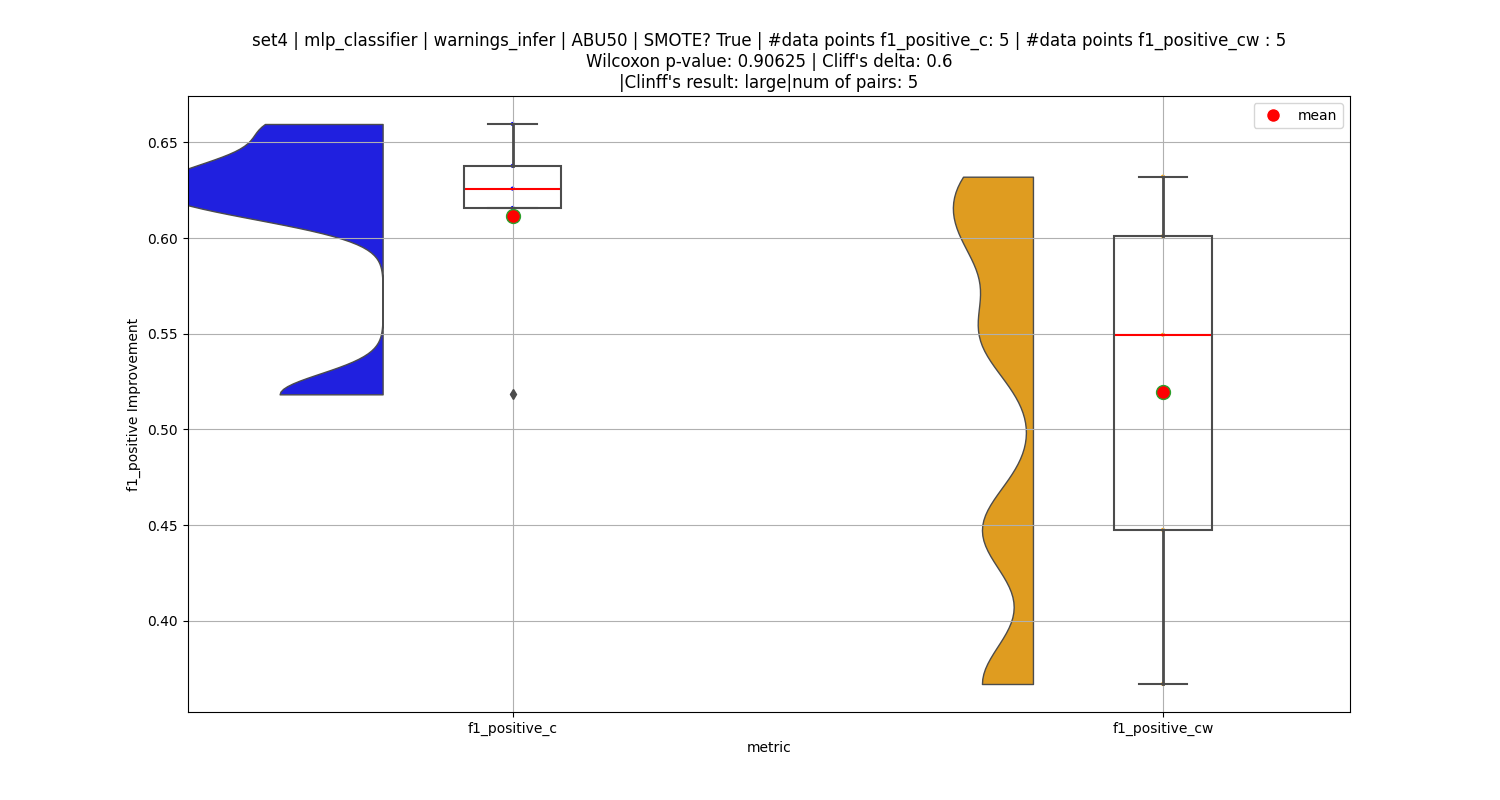 set4 | mlp_classifier | warnings_infer | ABU50 | SMOTE? True | #data points f1_positive_c: 5 | #data points f1_positive_cw : 5
Wilcoxon p-value: 0.90625 | Cliff's delta: 0.6
|Clinff's result: large|num of pairs: 5
mean
0.65
0.60
0.55
0.50
0.45
0.40
f1_positive Improvement
f1_positive_c
f1_positive_cw
metric